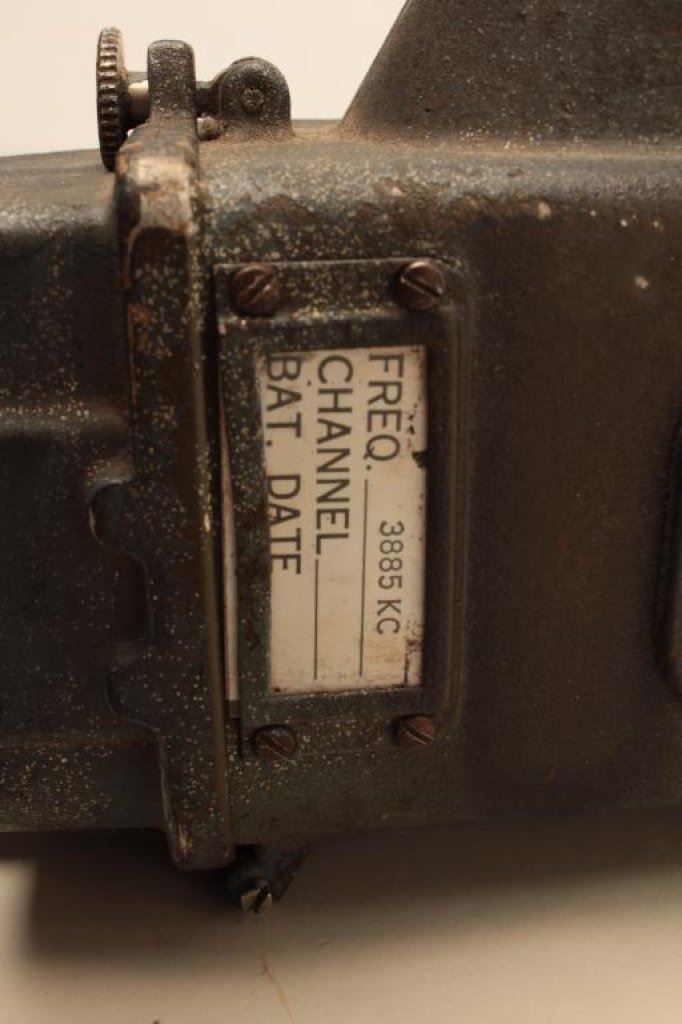 FREQ. 3885 KC
CHANNEL
BAT. DATE